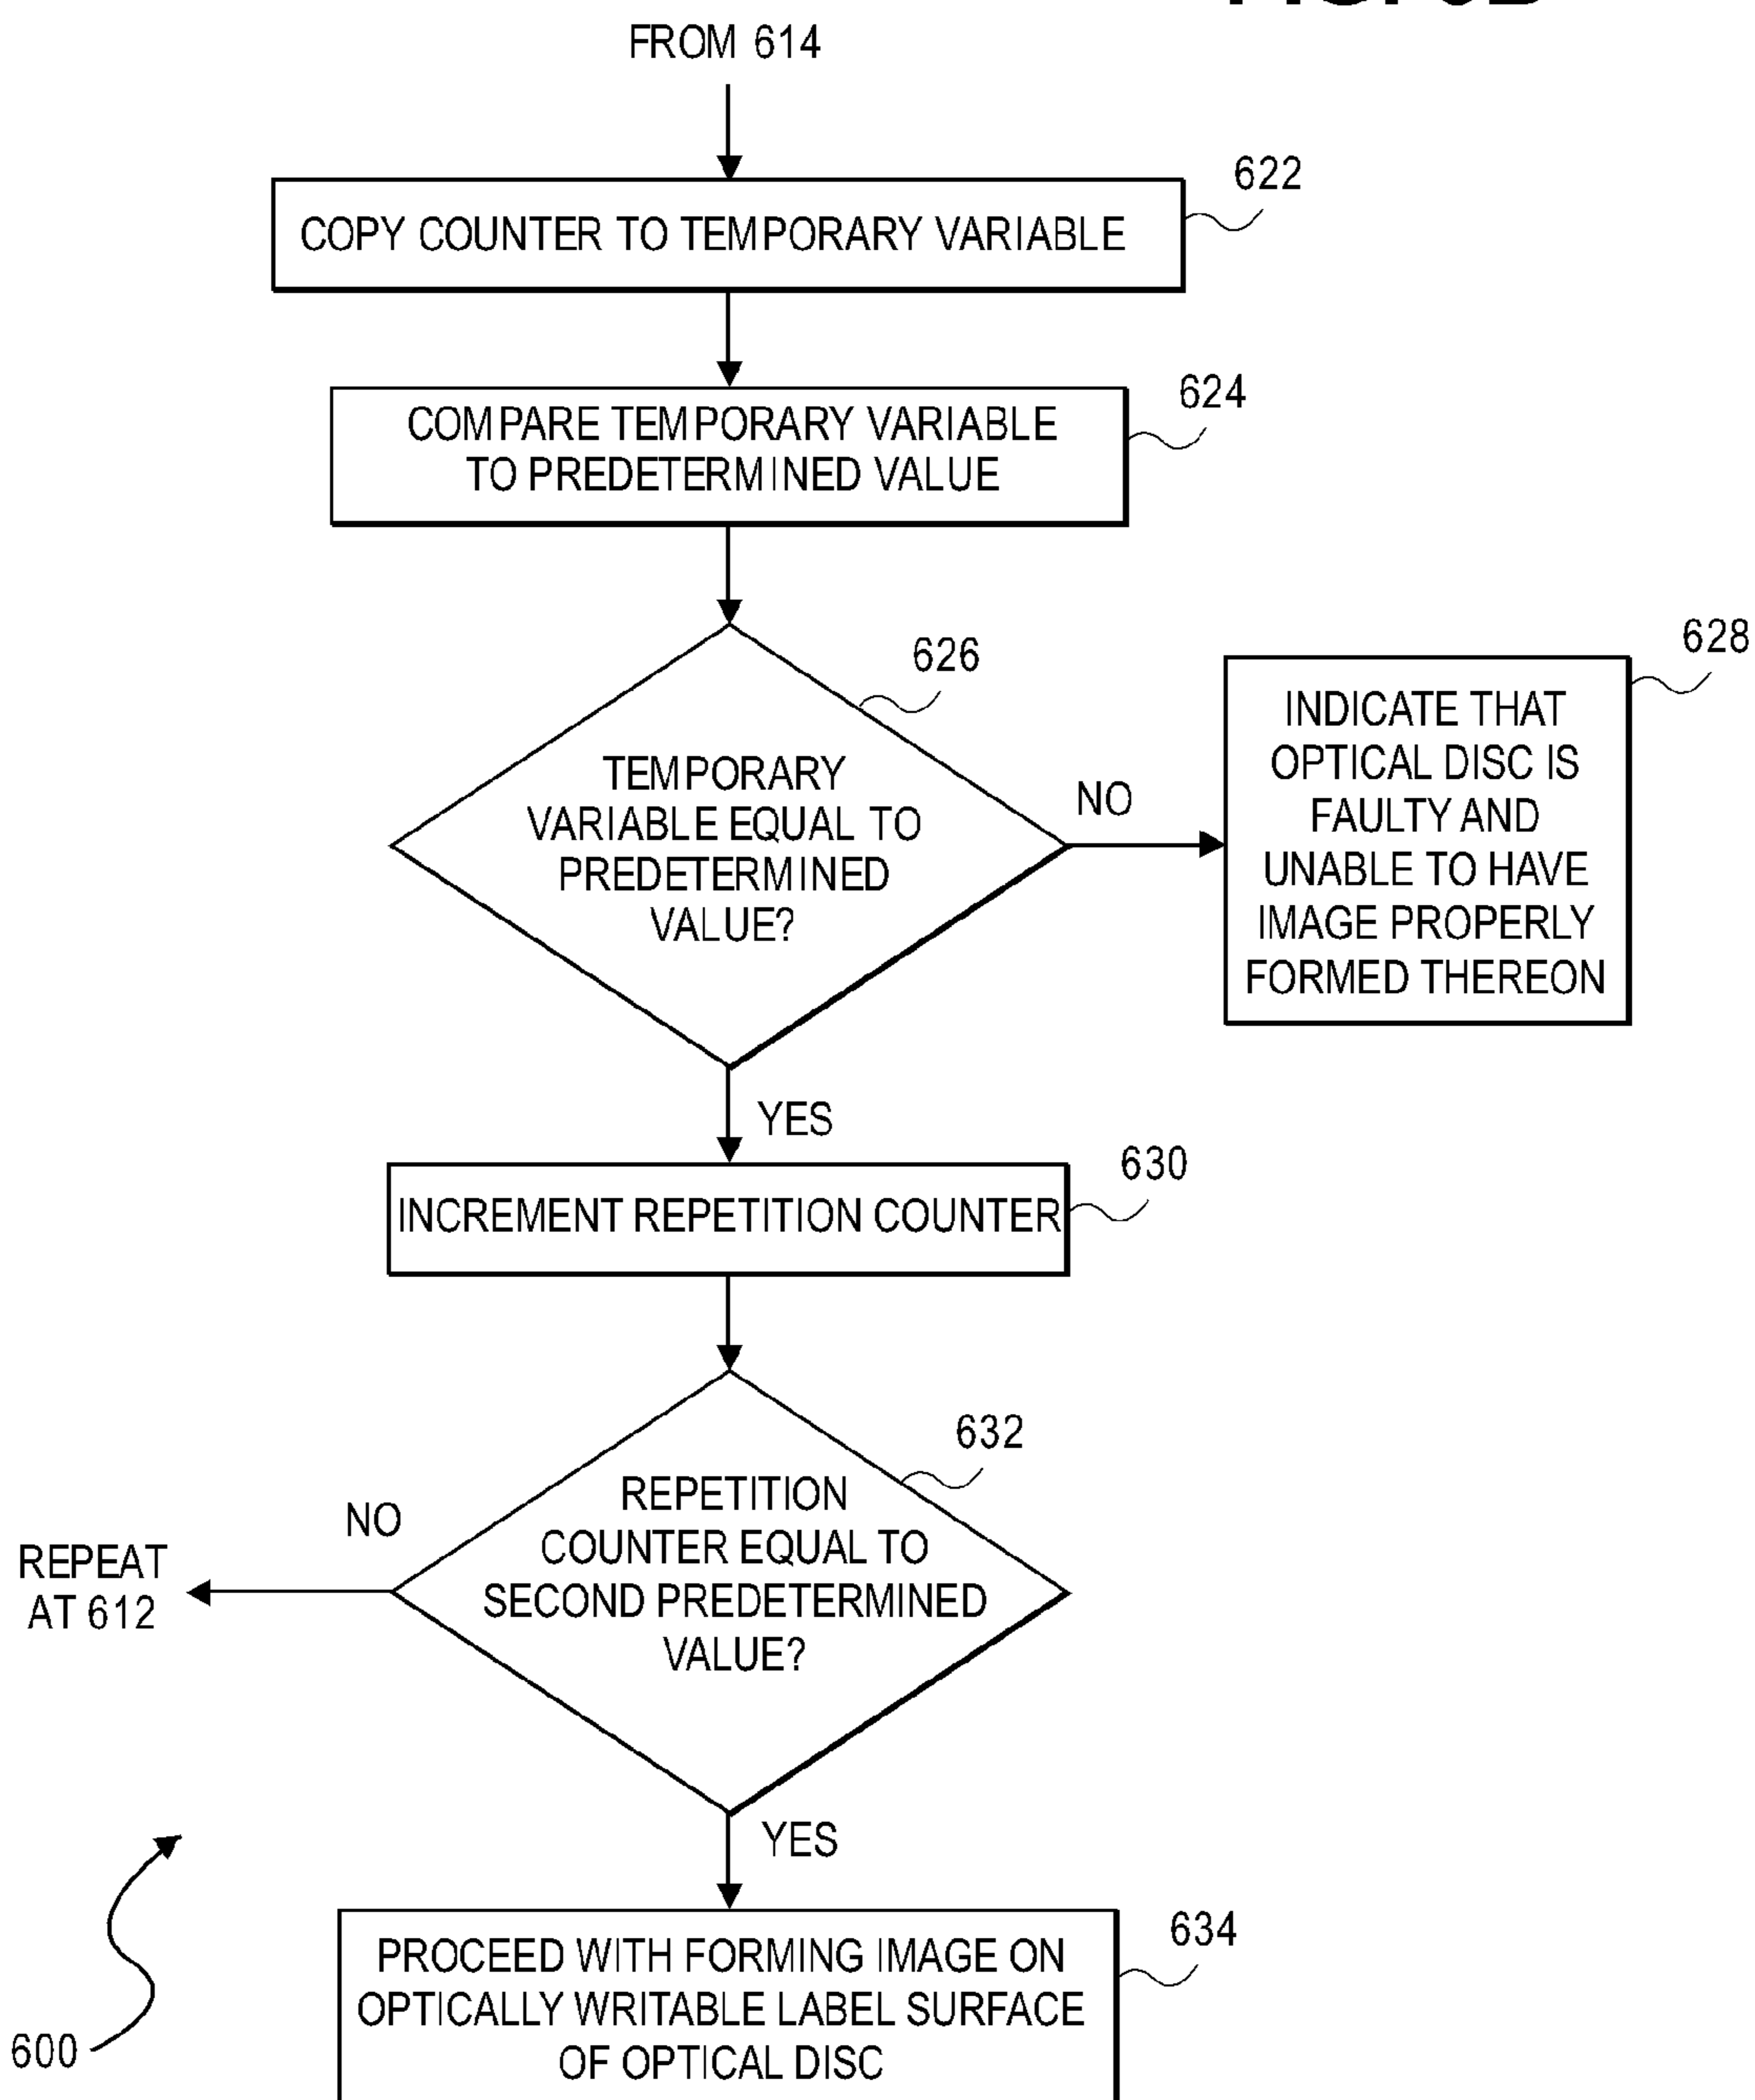 FROM 614
622
COPY COUNTER TO TEMPORARY VARIABLE
624
COMPARE TEMPORARY VARIABLE
TO PREDETERMINED VALUE
626
628
TEMPORARY
VARIABLE EQUAL TO
PREDETERMINED
VALUE?
NO
INDICATE THAT
OPTICAL DISC IS
FAULTY AND
UNABLE TO HAVE
IMAGE PROPERLY
FORMED THEREON
YES
630
INCREMENT REPETITION COUNTER
632
REPETITION
COUNTER EQUAL TO
SECOND PREDETERMINED
VALUE?
NO
REPEAT
AT 612
YES
634
PROCEED WITH FORMING IMAGE ON
OPTICALLY WRITABLE LABEL SURFACE
OF OPTICAL DISC
600